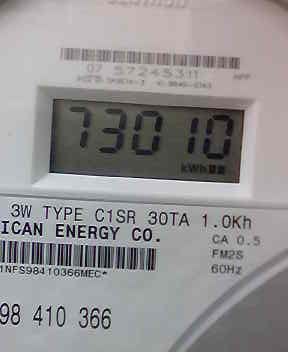 07 57245311
73010
kWh
3W TYPE C1SR 30TA 1.0Kh
ICAN ENERGY CO.
CA 0.5
FM2S
1NFS98410366MEC*
60Hz
98 410 366